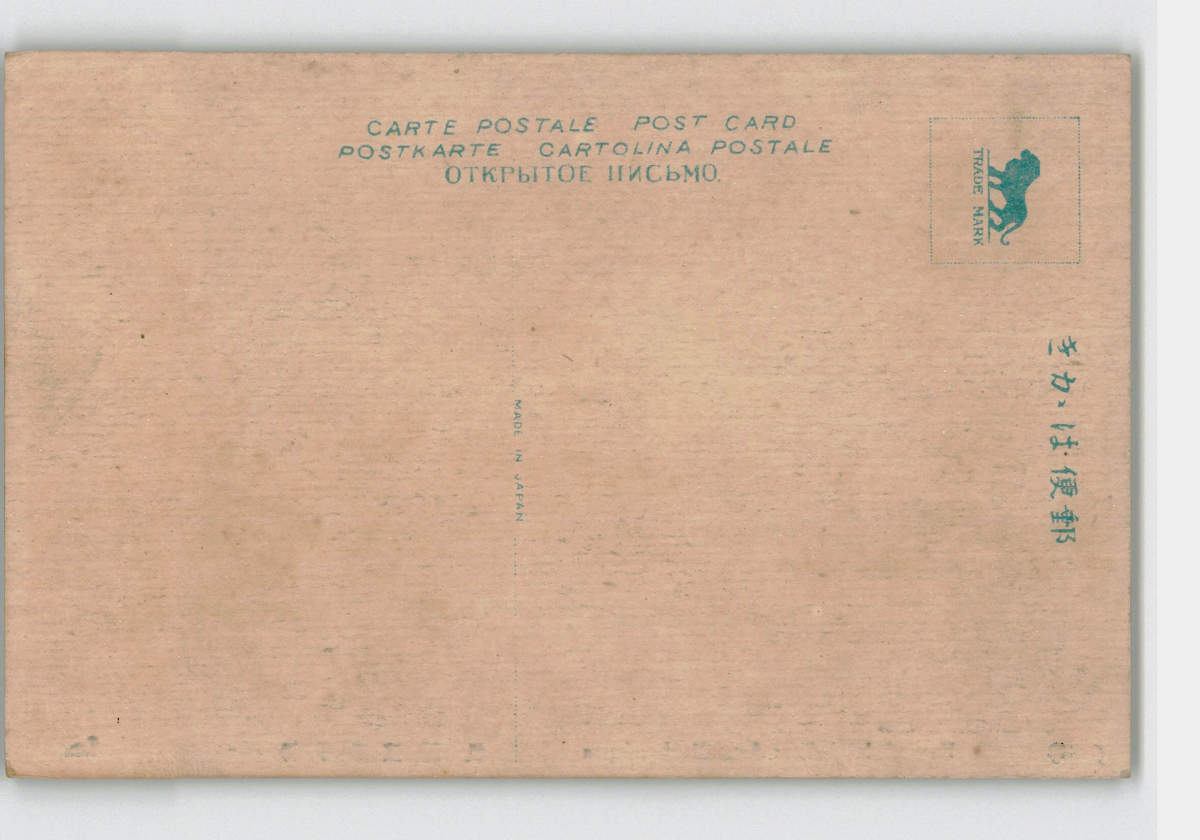 CARTE POSTALE POST CARD
POSTKARTE CARTOLINA POSTALE
ОТКРЫТОЕ ПИСЬМО.
TRADE MARK
MADE IN JAPAN
郵便はかき